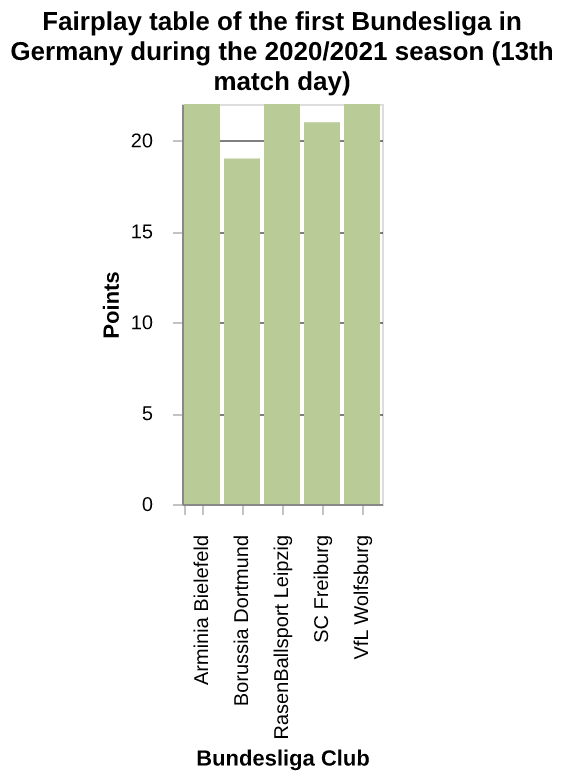 Fairplay table of the first Bundesliga in
Germany during the 2020/2021 season (13th
match day)
20
15
10
5
0
Points
Arminia Bielefeld
Borussia Dortmund
RasenBallsport Leipzig
SC Freiburg
VfL Wolfsburg
Bundesliga Club